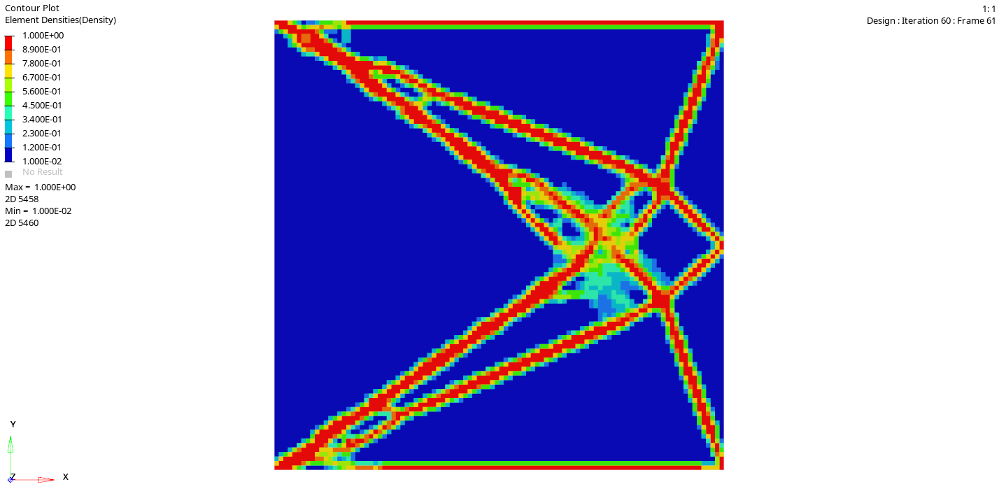 Contour Plot
Element Densities(Density)
1.000E+00
8.900E-01
7.800E-01
6.700E-01
5.600E-01
4.500E-01
3.400E-01
2.300E-01
1.200E-01
1.000E-02
No Result
Max = 1.000E+00
2D 5458
Min = 1.000E-02
2D 5460
1: 1
Design : Iteration 60 : Frame 61
Y
Z
X